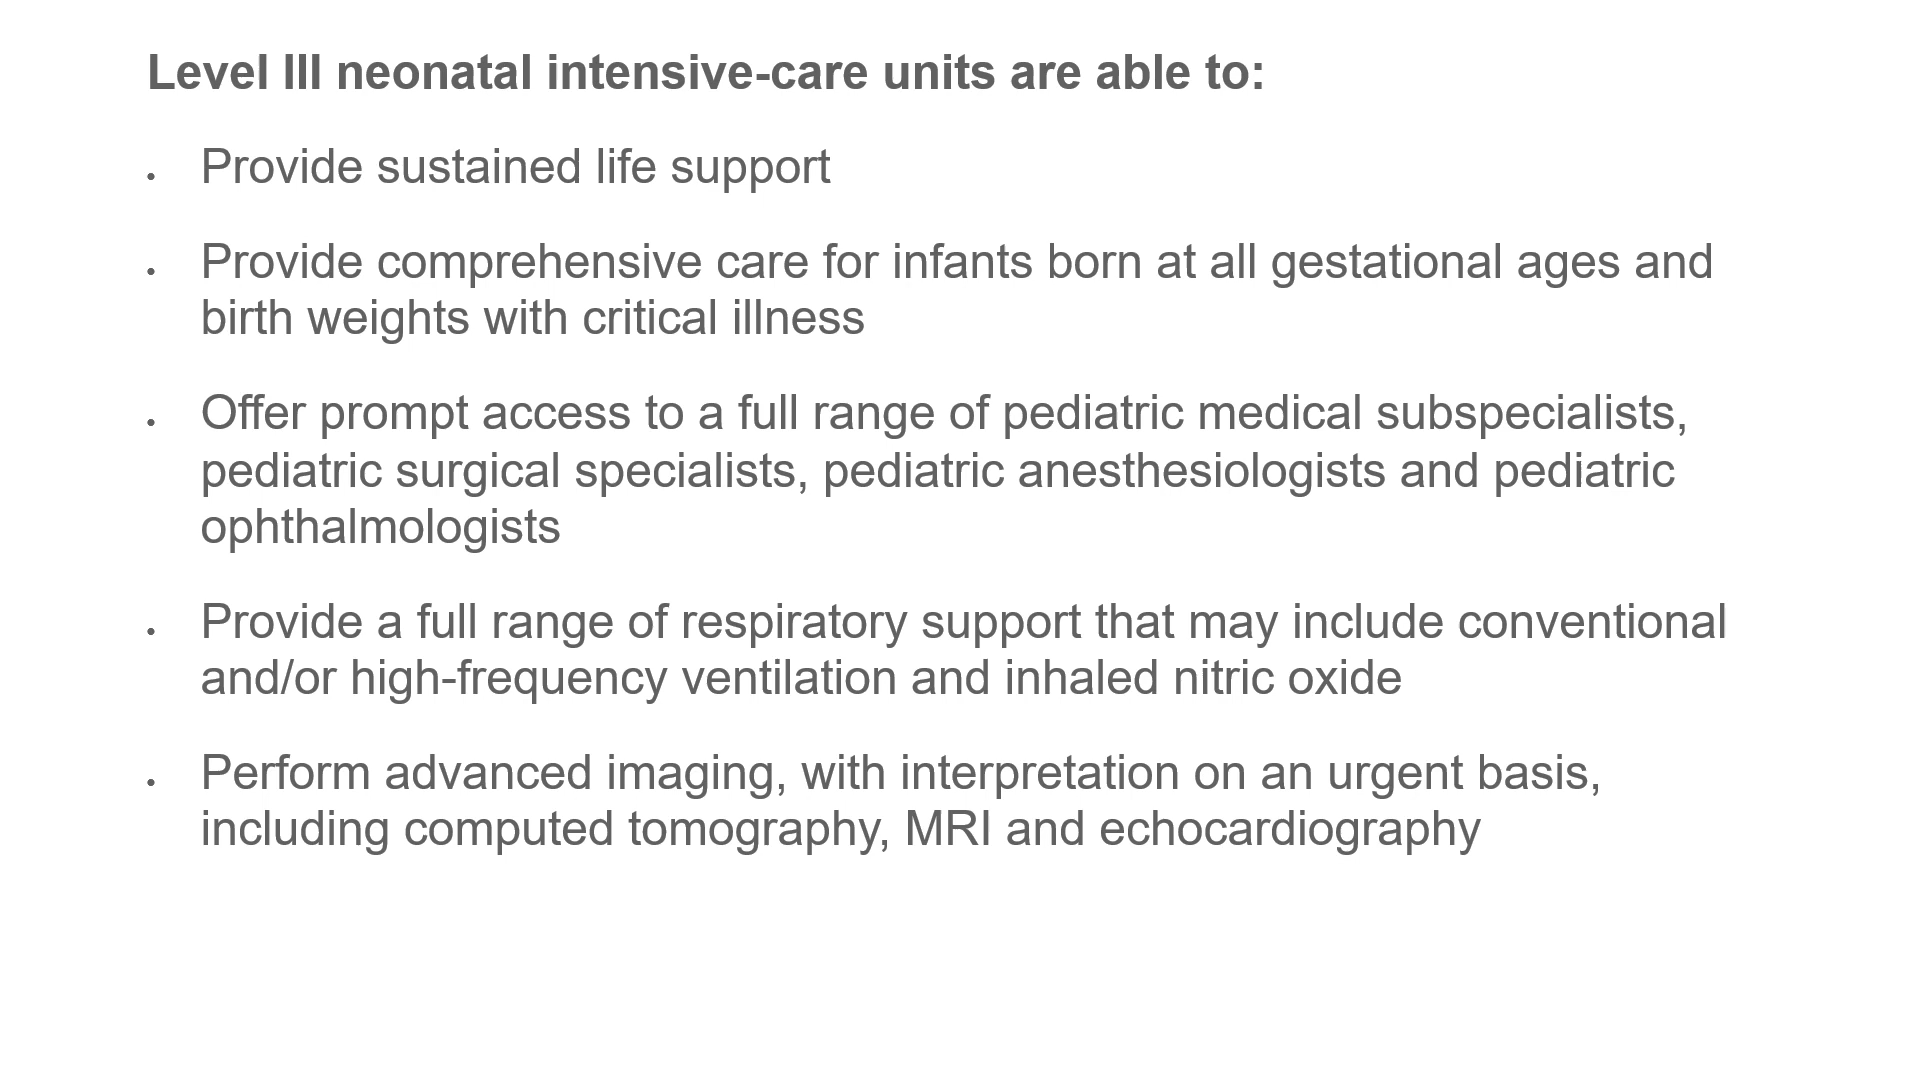 Level III neonatal intensive-care units are able to:
• Provide sustained life support
• Provide comprehensive care for infants born at all gestational ages and
birth weights with critical illness
• Offer prompt access to a full range of pediatric medical subspecialists,
pediatric surgical specialists, pediatric anesthesiologists and pediatric
ophthalmologists
• Provide a full range of respiratory support that may include conventional
and/or high-frequency ventilation and inhaled nitric oxide
• Perform advanced imaging, with interpretation on an urgent basis,
including computed tomography, MRI and echocardiography